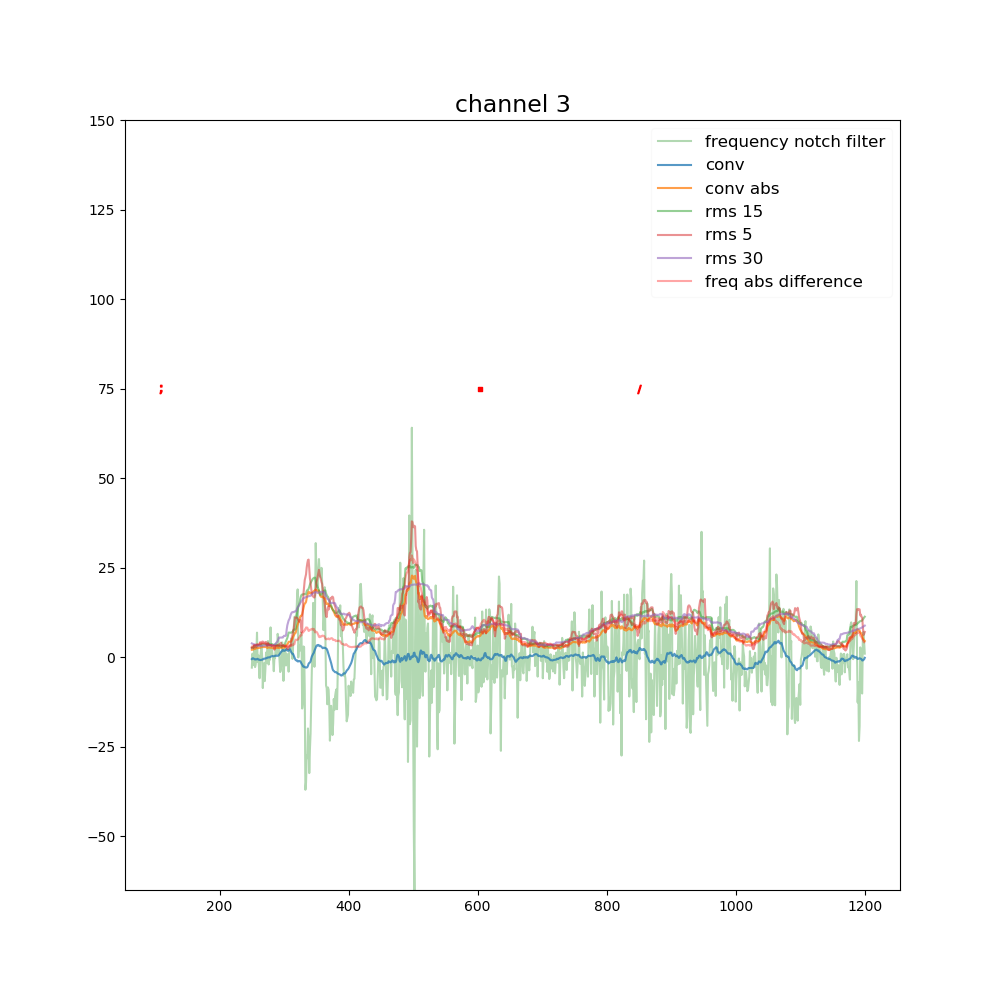 channel 3
150
125
100
75
50
25
0
−25
−50
frequency notch filter
conv
conv abs
rms 15
rms 5
rms 30
freq abs difference
; . /
200 400 600 800 1000 1200